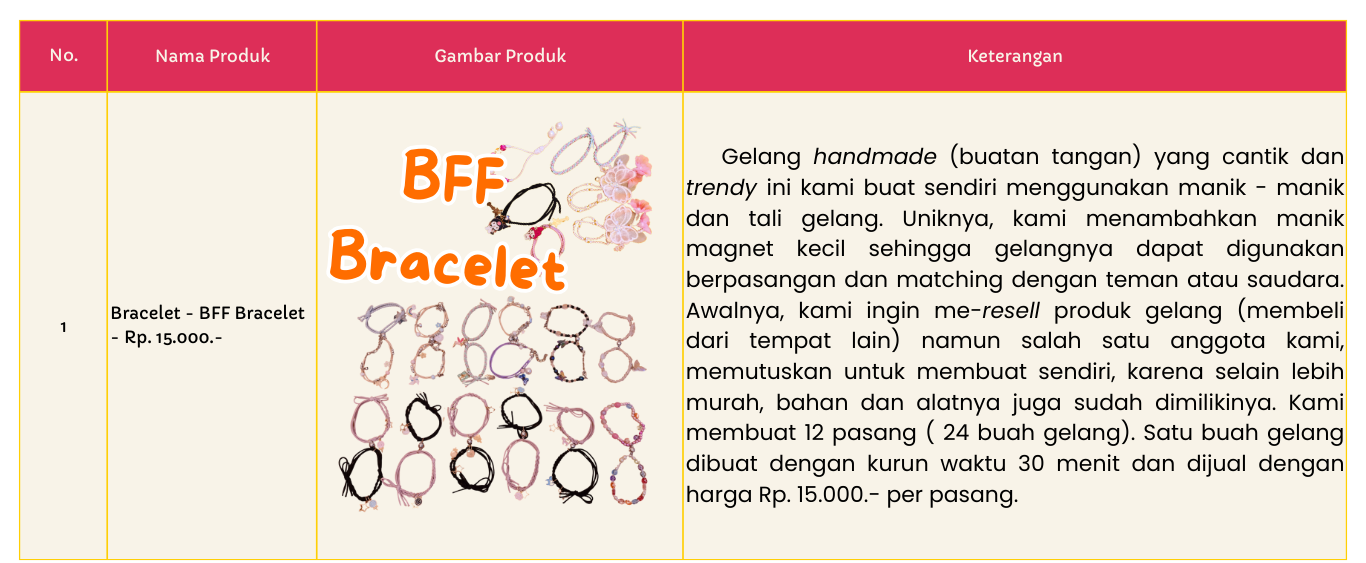 No.
Nama Produk
Gambar Produk
Keterangan
1
Bracelet - BFF Bracelet
- Rp. 15.000.-
BFF
Bracelet
Gelang handmade (buatan tangan) yang cantik dan
trendy ini kami buat sendiri menggunakan manik - manik
dan tali gelang. Uniknya, kami menambahkan manik
magnet kecil sehingga gelangnya dapat digunakan
berpasangan dan matching dengan teman atau saudara.
Awalnya, kami ingin me-resell produk gelang (membeli
dari tempat lain) namun salah satu anggota kami,
memutuskan untuk membuat sendiri, karena selain lebih
murah, bahan dan alatnya juga sudah dimilikinya. Kami
membuat 12 pasang ( 24 buah gelang). Satu buah gelang
dibuat dengan kurun waktu 30 menit dan dijual dengan
harga Rp. 15.000.- per pasang.